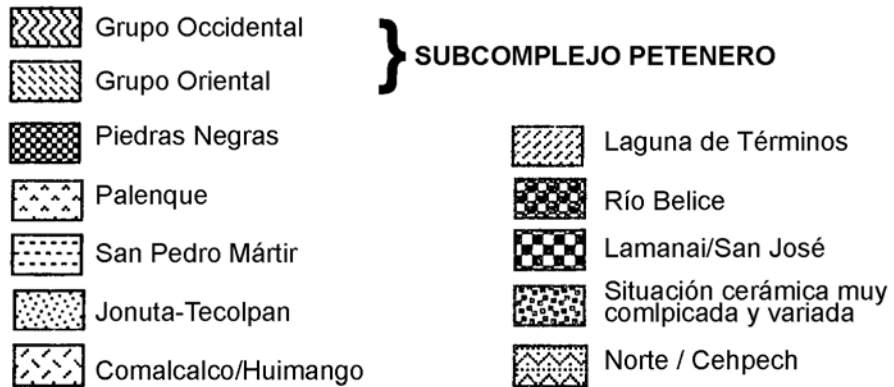 Grupo Occidental
Grupo Oriental
SUBCOMPLEJO PETENERO
Piedras Negras
Palenque
San Pedro Mártir
Jonuta-Tecolpan
Comalcalco/Huimango
Laguna de Términos
Río Belice
Lamanai/San José
Situación cerámica muy
comlpicada y variada
Norte / Cehpech